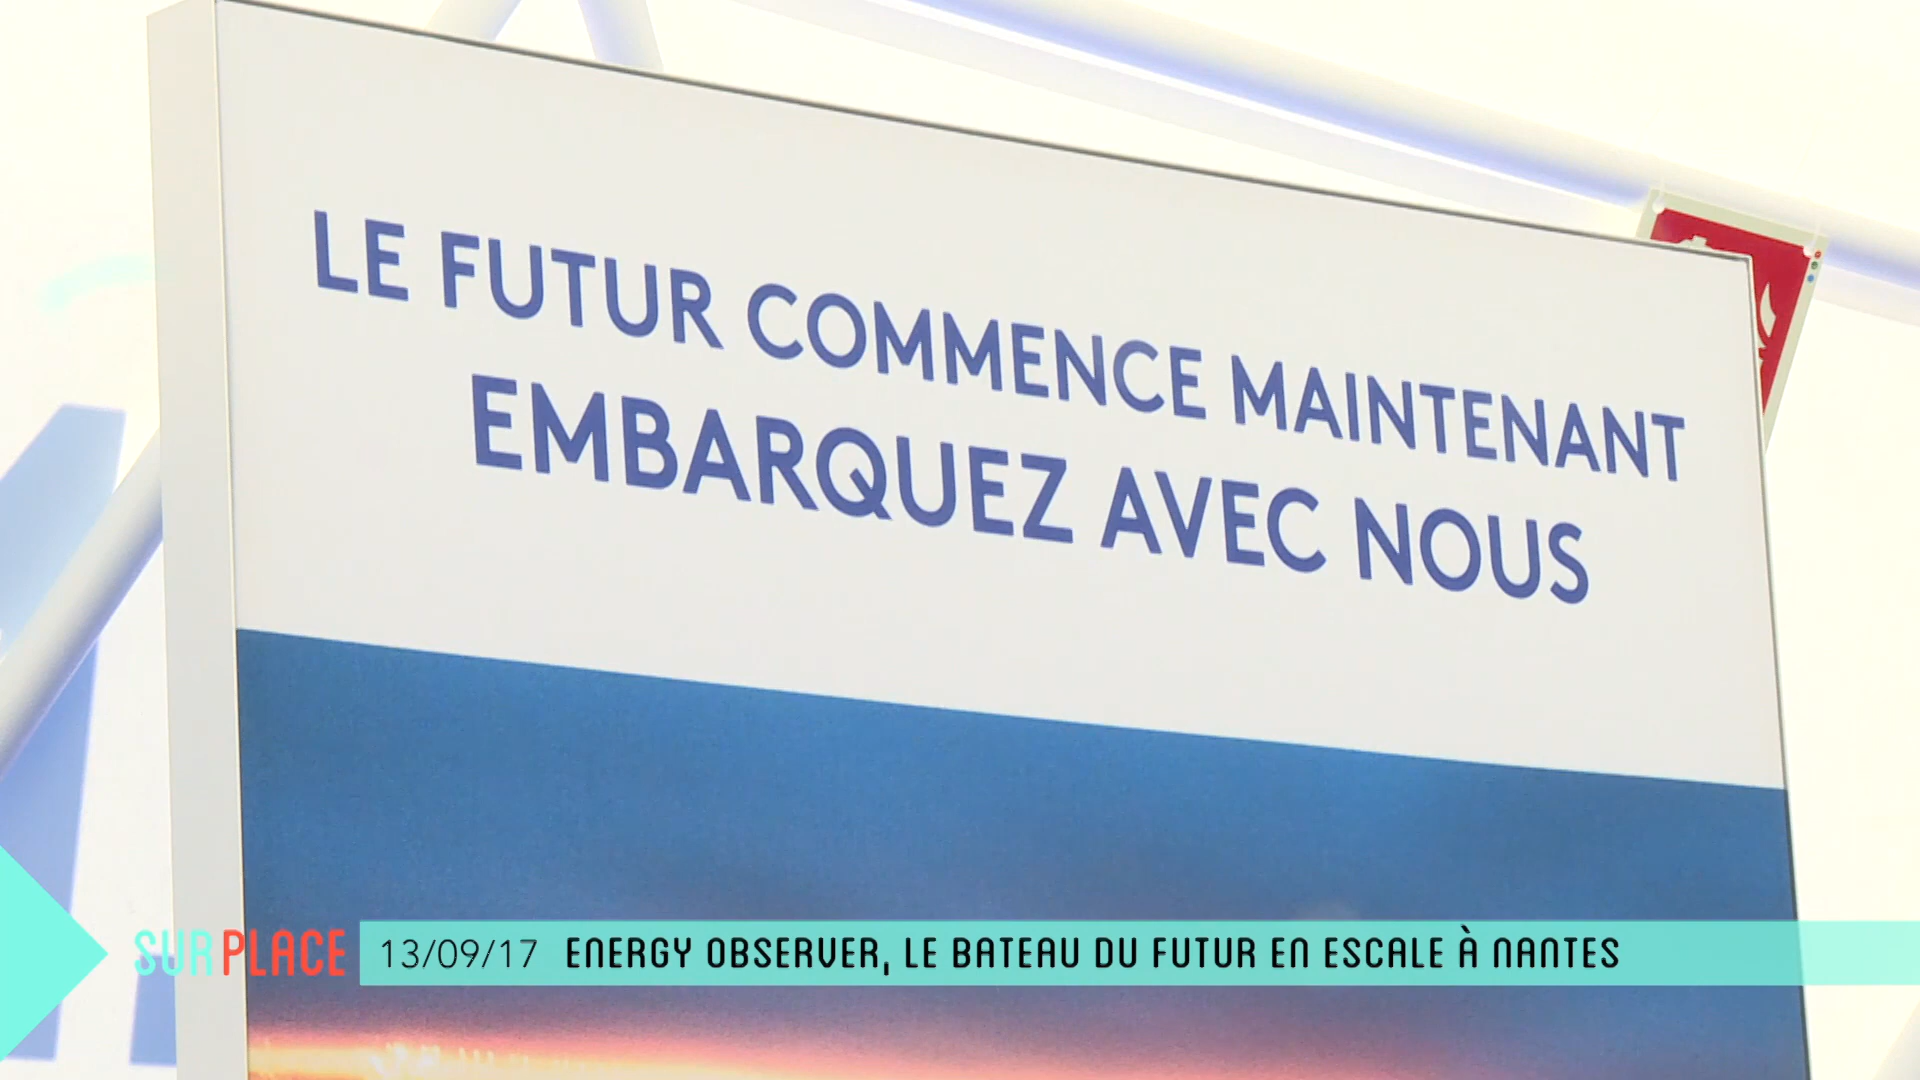 LE FUTUR COMMENCE MAINTENANT
EMBARQUEZ AVEC NOUS
SUR PLACE 13/09/17 ENERGY OBSERVER, LE BATEAU DU FUTUR EN ESCALE À NANTES